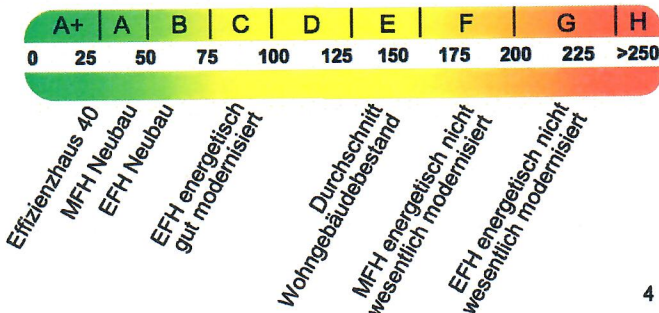 A+ A B C D E F G H
0 25 50 75 100 125 150 175 200 225 >250
Effizienzhaus 40
MFH Neubau
EFH Neubau
EFH energetisch
gut modernisiert
Durchschnitt
Wohngebäudebestand
MFH energetisch nicht
wesentlich modernisiert
EFH energetisch nicht
wesentlich modernisiert
4